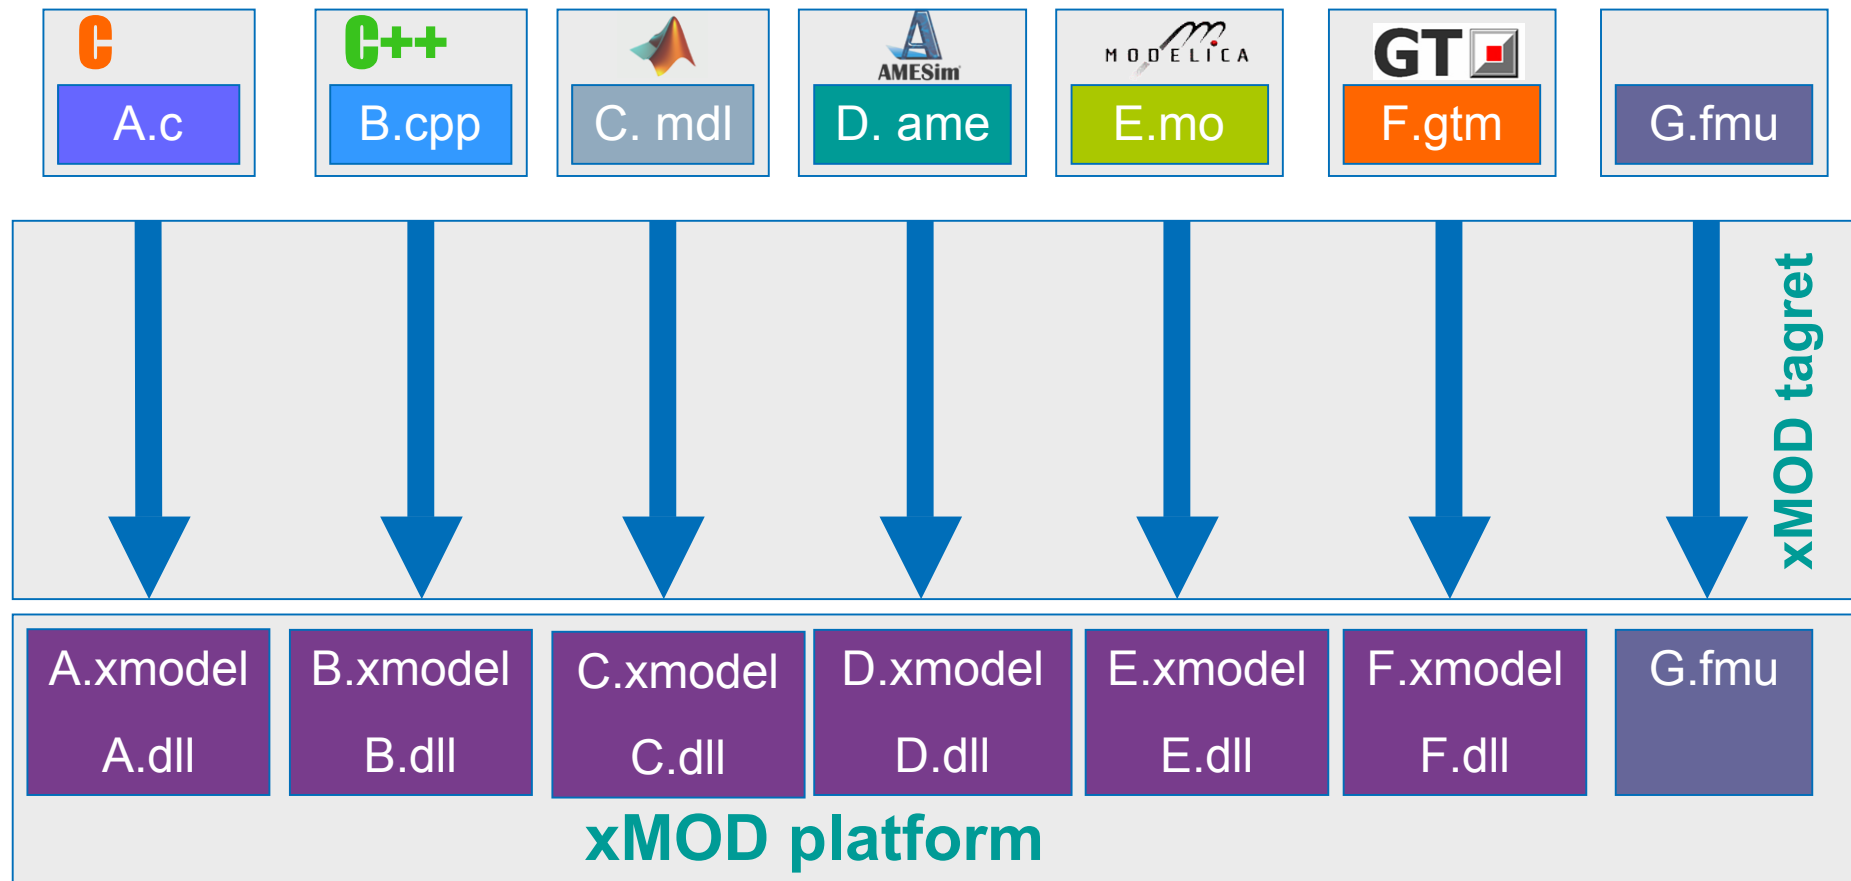 C
C++
AMESim
MODELICA
GT
A.c
B.cpp
C. mdl
D. ame
E.mo
F.gtm
G.fmu
xMOD tagret
A.xmodel
A.dll
B.xmodel
B.dll
C.xmodel
C.dll
D.xmodel
D.dll
E.xmodel
E.dll
F.xmodel
F.dll
G.fmu
xMOD platform